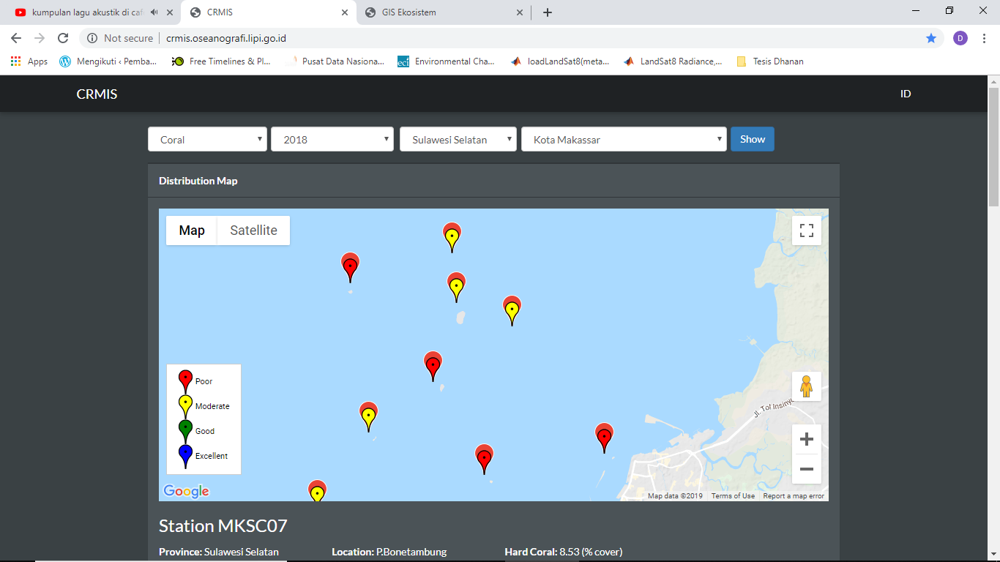 kumpulan lagu akustik di caf
CRMIS
GIS Ekosistem
Not secure
crmis.oseanografi.lipi.go.id
D
Apps
Mengikuti ‹ Pemba...
Free Timelines & Pl...
Pusat Data Nasiona...
eci
Environmental Cha...
loadLandSat8(meta...
LandSat8 Radiance,...
Tesis Dhanan
CRMIS
ID
Coral
2018
Sulawesi Selatan
Kota Makassar
Show
Distribution Map
Map
Satellite
Jl. Tol Insinyu
Poor
Moderate
Good
Excellent
Google
Map data ©2019
Terms of Use
Report a map error
Station MKSC07
Province: Sulawesi Selatan
Location: P.Bonetambung
Hard Coral: 8.53 (% cover)